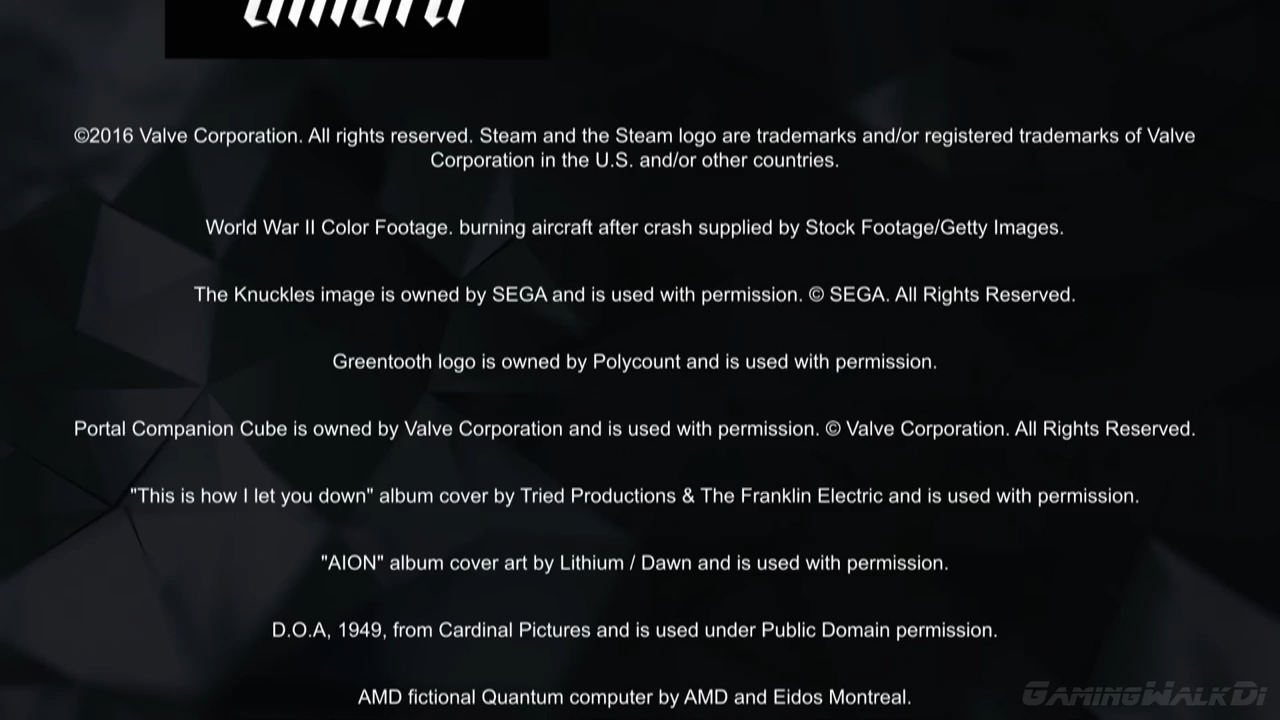 ©2016 Valve Corporation. All rights reserved. Steam and the Steam logo are trademarks and/or registered trademarks of Valve
Corporation in the U.S. and/or other countries.
World War II Color Footage. burning aircraft after crash supplied by Stock Footage/Getty Images.
The Knuckles image is owned by SEGA and is used with permission. © SEGA. All Rights Reserved.
Greentooth logo is owned by Polycount and is used with permission.
Portal Companion Cube is owned by Valve Corporation and is used with permission. © Valve Corporation. All Rights Reserved.
"This is how I let you down" album cover by Tried Productions & The Franklin Electric and is used with permission.
"AION" album cover art by Lithium / Dawn and is used with permission.
D.O.A, 1949, from Cardinal Pictures and is used under Public Domain permission.
AMD fictional Quantum computer by AMD and Eidos Montreal.
GamingWalkDi